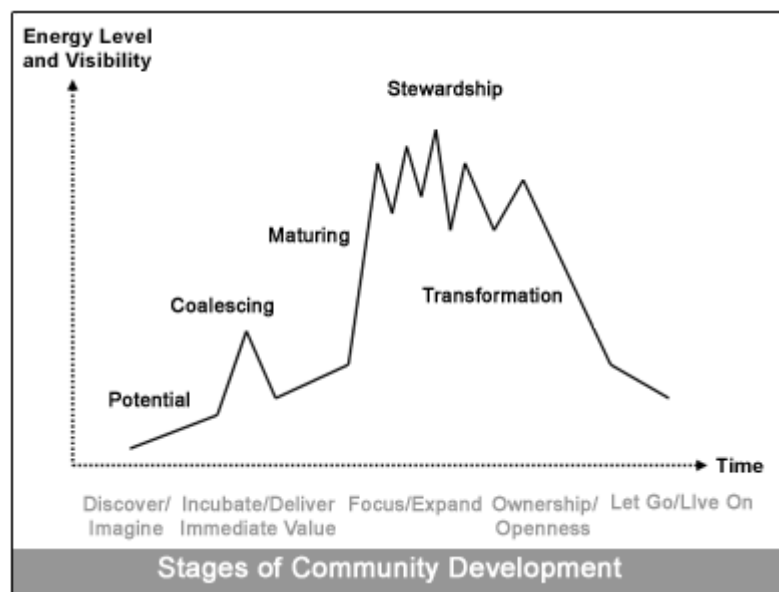 Energy Level
and Visibility
Stewardship
Maturing
Coalescing
Transformation
Potential
Time
Discover/
Imagine
Incubate/Deliver
Immediate Value
Focus/Expand
Ownership/
Openness
Let Go/LIve On
Stages of Community Development